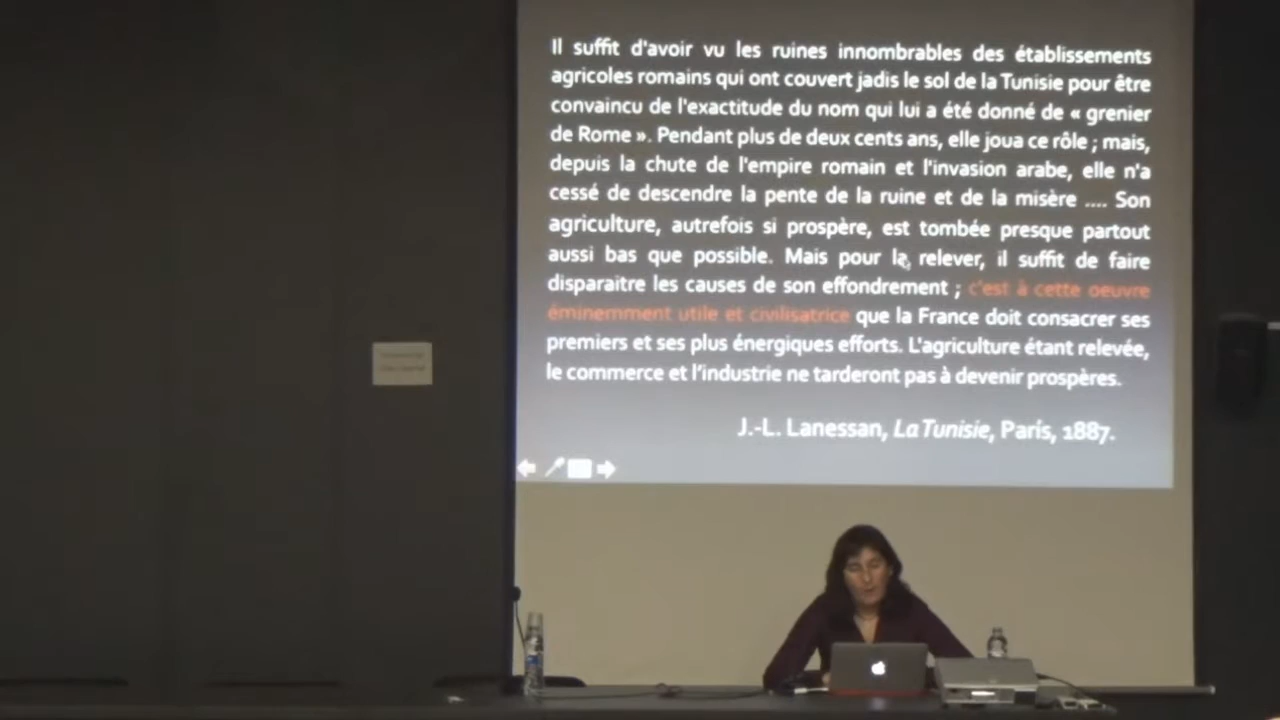 Il suffit d'avoir vu les ruines innombrables des établissements
agricoles romains qui ont couvert jadis le sol de la Tunisie pour être
convaincu de l'exactitude du nom qui lui a été donné de « grenier
de Rome ». Pendant plus de deux cents ans, elle joua ce rôle ; mais,
depuis la chute de l'empire romain et l'invasion arabe, elle n'a
cessé de descendre la pente de la ruine et de la misère .... Son
agriculture, autrefois si prospère, est tombée presque partout
aussi bas que possible. Mais pour la relever, il suffit de faire
disparaitre les causes de son effondrement ; c'est à cette oeuvre
éminemment utile et civilisatrice que la France doit consacrer ses
premiers et ses plus énergiques efforts. L'agriculture étant relevée,
le commerce et l'industrie ne tarderont pas à devenir prospères.
J.-L. Lanessan, La Tunisie, Paris, 1887.